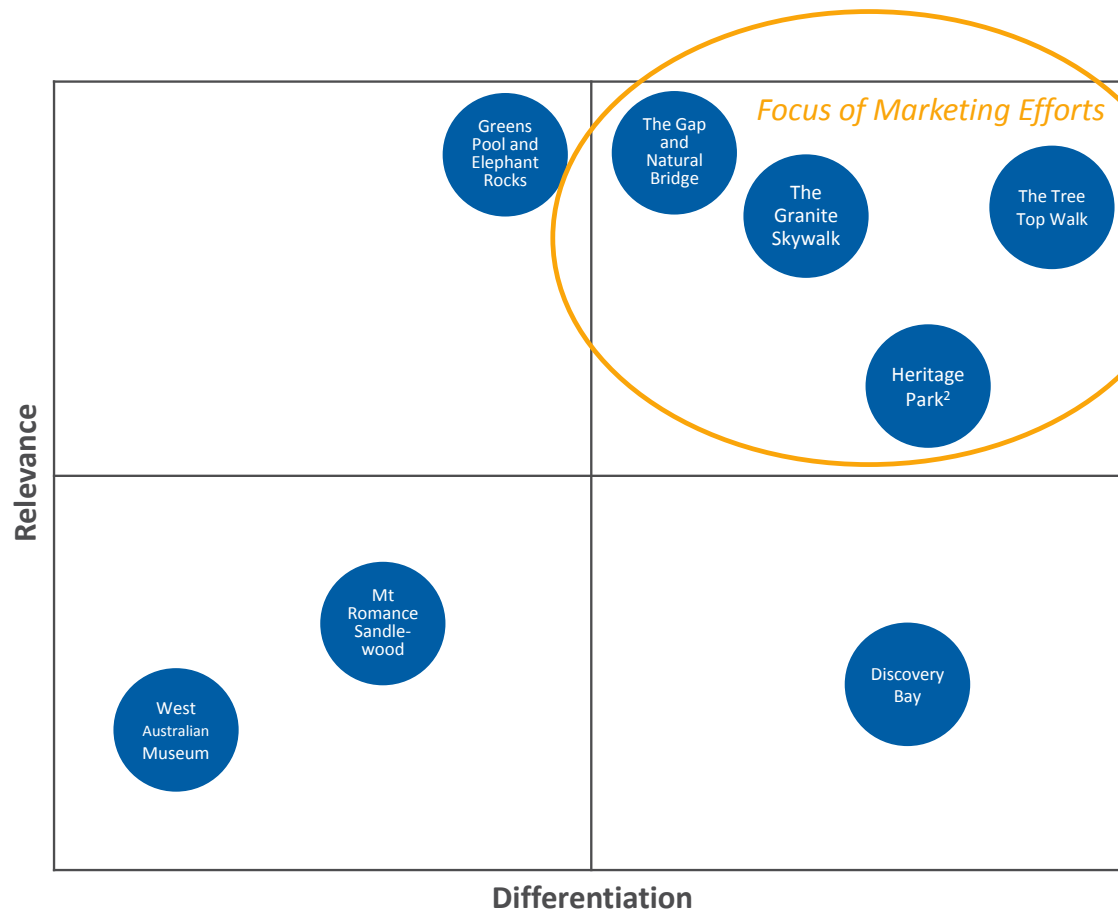 Focus of Marketing Efforts
Greens
Pool and
Elephant
Rocks
The Gap
and
Natural
Bridge
The
Granite
Skywalk
The Tree
Top Walk
Heritage
Park²
Relevance
Mt
Romance
Sandle-
wood
Discovery
Bay
West
Australian
Museum
Differentiation